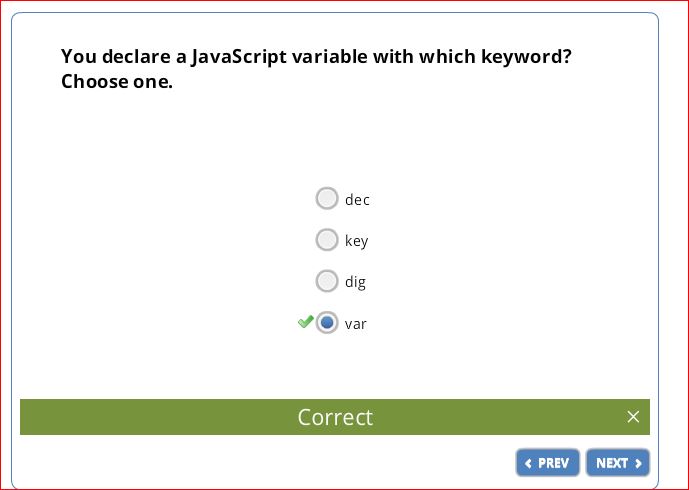 You declare a JavaScript variable with which keyword?
Choose one.
dec
key
dig
var
Correct
PREV
NEXT